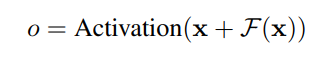 o = Activation(x + F(x))